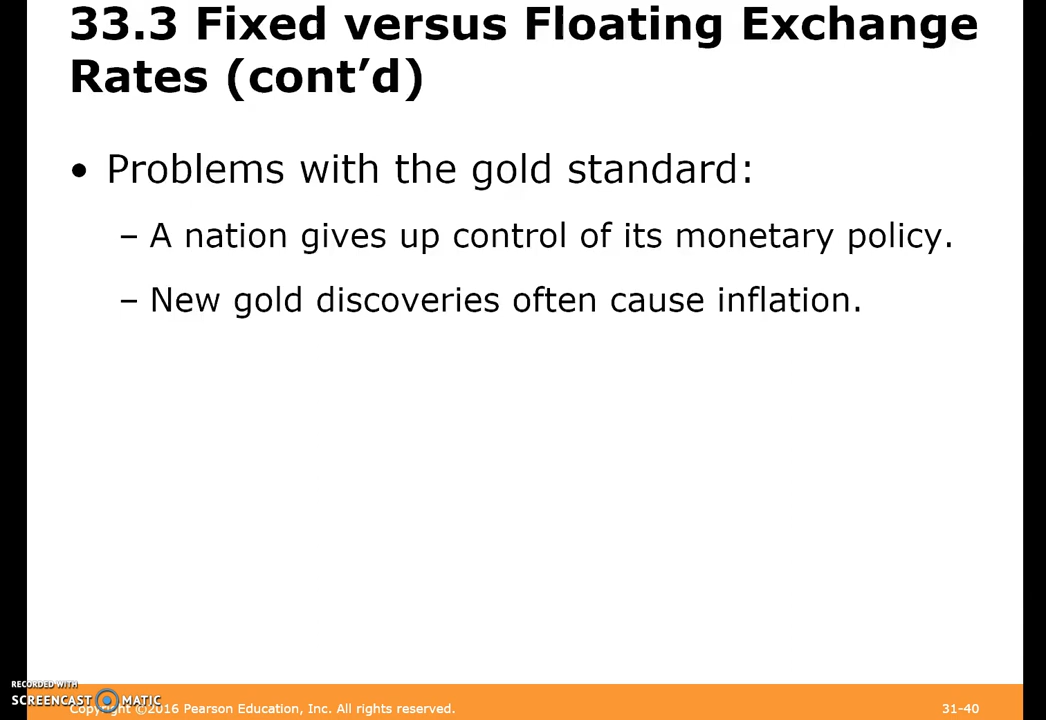 33.3 Fixed versus Floating Exchange
Rates (cont’d)
• Problems with the gold standard:
– A nation gives up control of its monetary policy.
– New gold discoveries often cause inflation.
RECORDED WITH
SCREENCAST MATIC
Copyright ©2016 Pearson Education, Inc. All rights reserved.
31-40